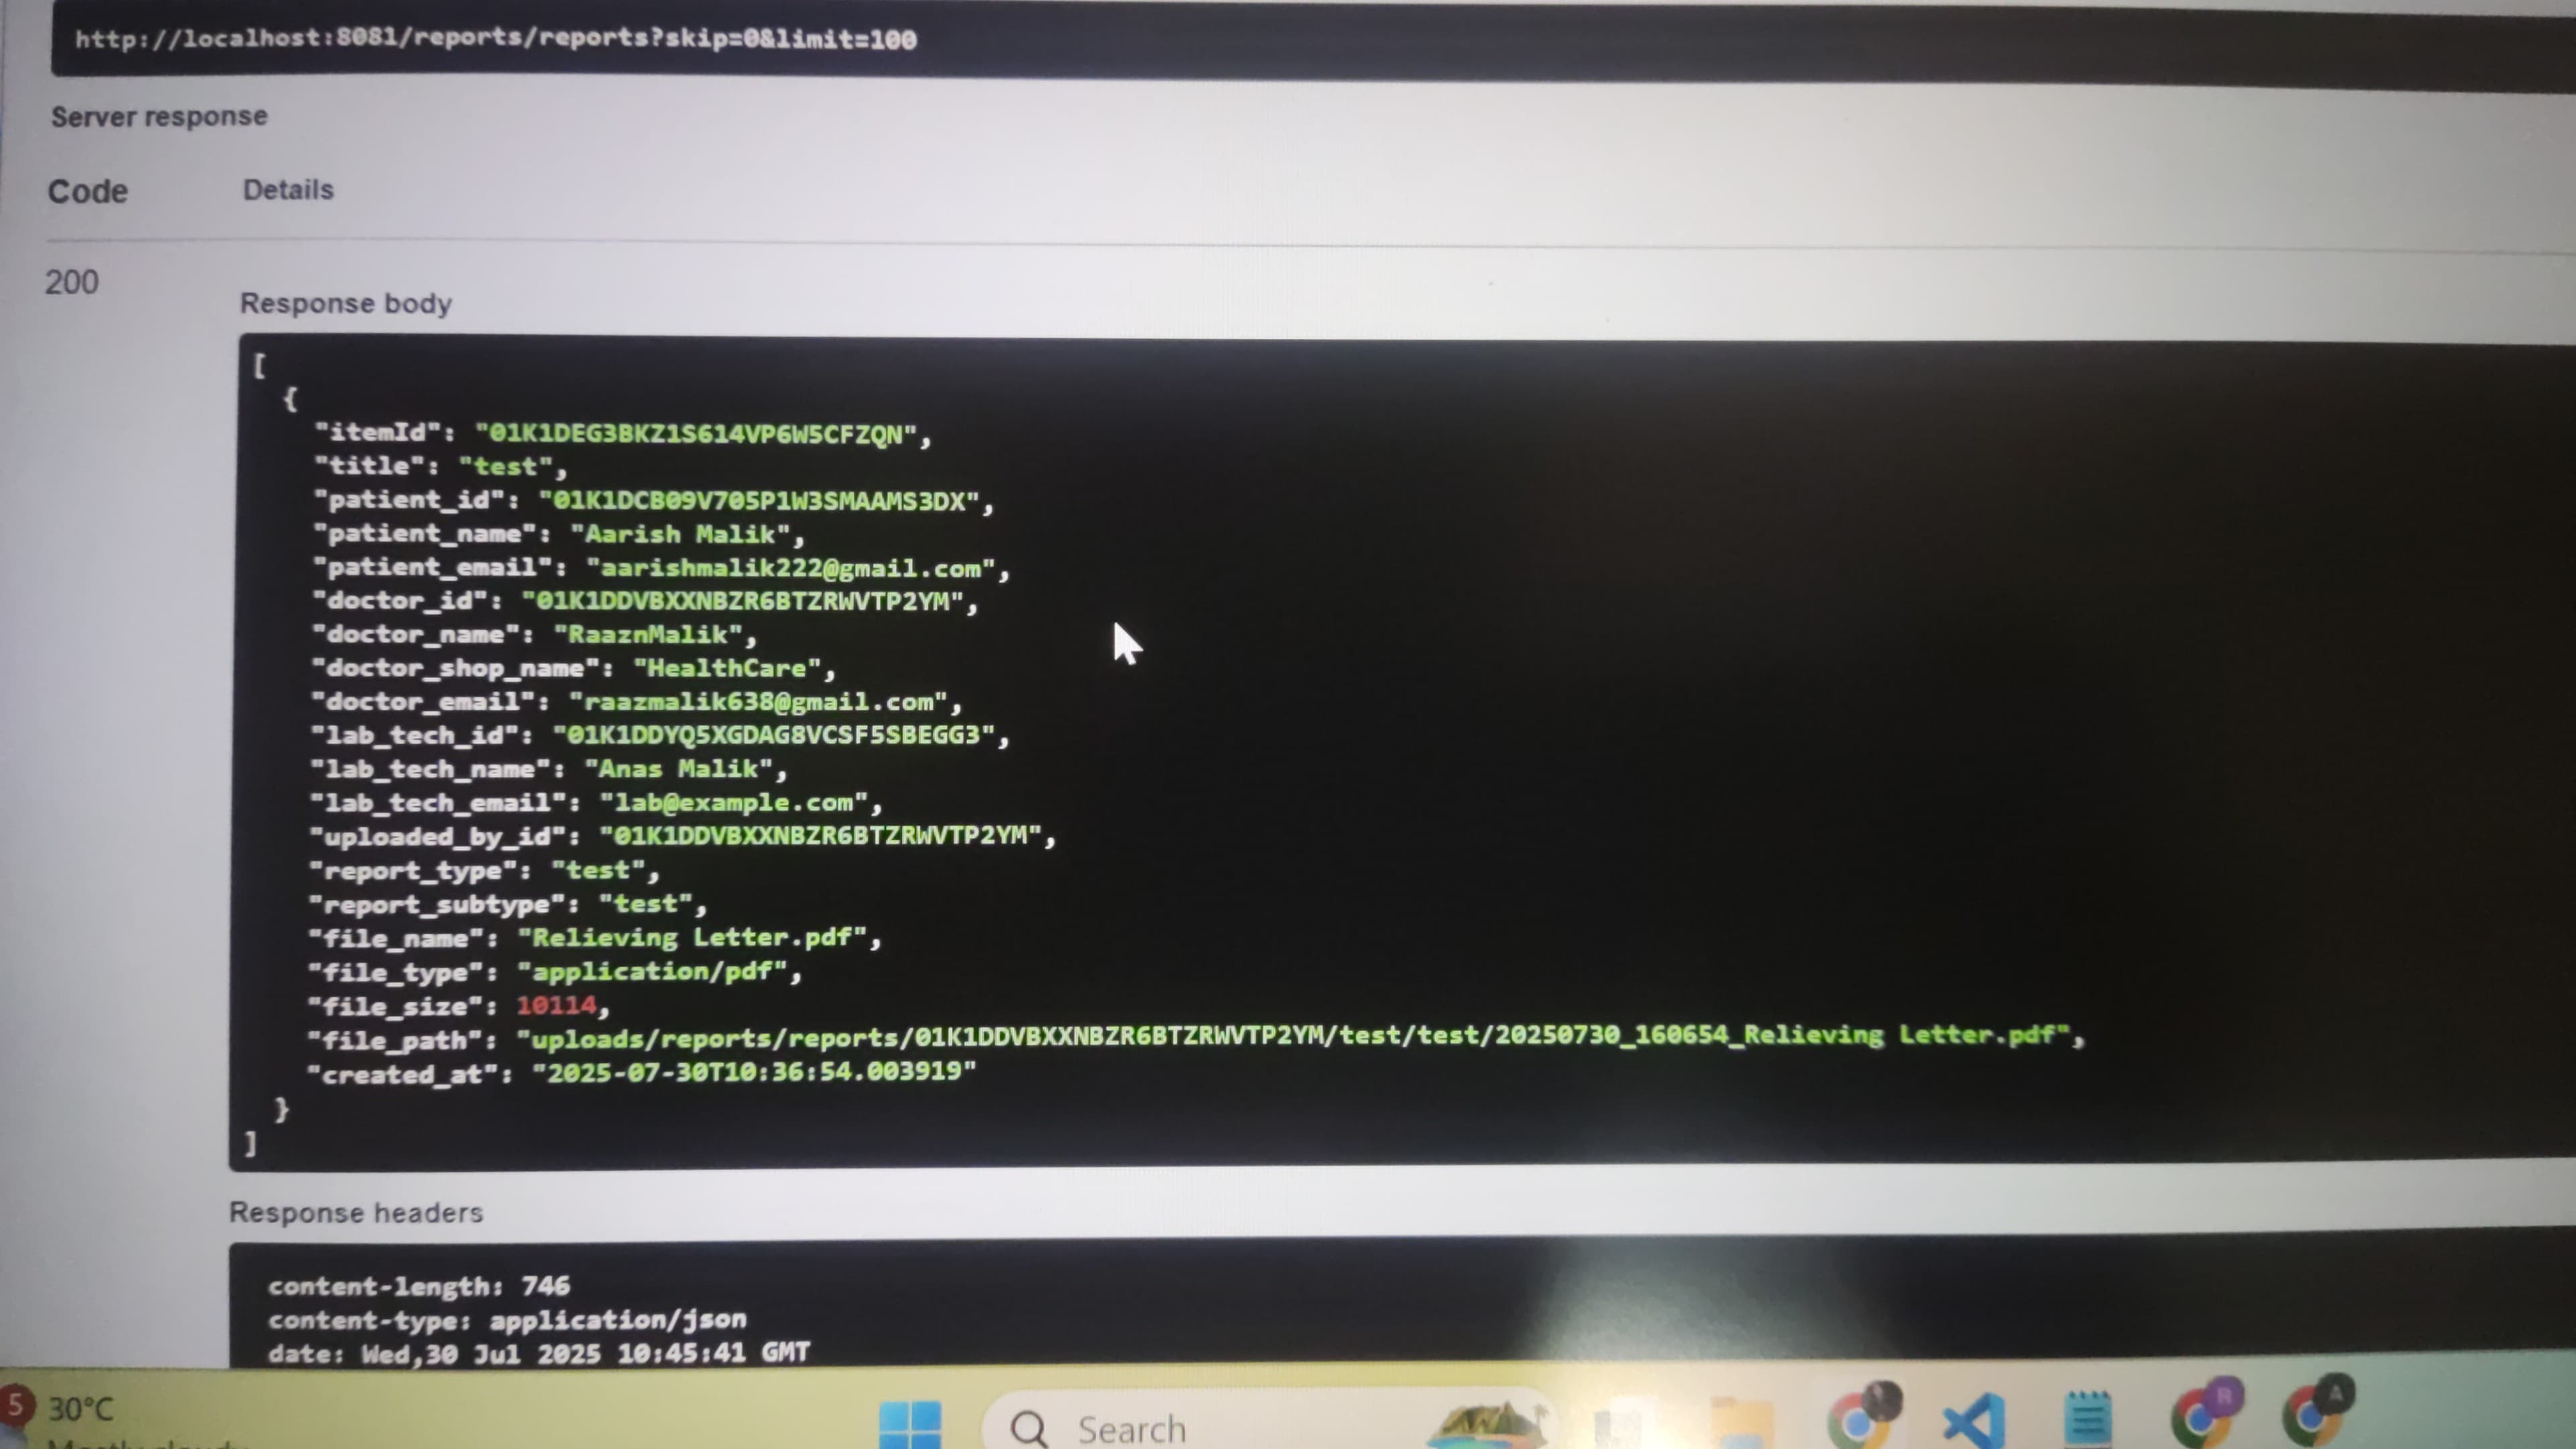 http://localhost:8081/reports/reports?skip=0&limit=100
Server response
Code Details
200
Response body
[
{
"itemId": "01K1DEG3BKZ1S614VP6W5CFZQN",
"title": "test",
"patient_id": "01K1DCB09V705P1W3SMAAMS3DX",
"patient_name": "Aarish Malik",
"patient_email": "aarishmalik222@gmail.com",
"doctor_id": "01K1DDVBXXNBZR6BTZRWVTP2YM",
"doctor_name": "RaaznMalik",
"doctor_shop_name": "HealthCare",
"doctor_email": "raazmalik638@gmail.com",
"lab_tech_id": "01K1DDYQ5XGDAG8VCSF5SBEGG3",
"lab_tech_name": "Anas Malik",
"lab_tech_email": "lab@example.com",
"uploaded_by_id": "01K1DDVBXXNBZR6BTZRWVTP2YM",
"report_type": "test",
"report_subtype": "test",
"file_name": "Relieving Letter.pdf",
"file_type": "application/pdf",
"file_size": 10114,
"file_path": "uploads/reports/reports/01K1DDVBXXNBZR6BTZRWVTP2YM/test/test/20250730_160654_Relieving Letter.pdf",
"created_at": "2025-07-30T10:36:54.003919"
}
]
Response headers
content-length: 746
content-type: application/json
date: Wed,30 Jul 2025 10:45:41 GMT
5 30°C
Search
R
A